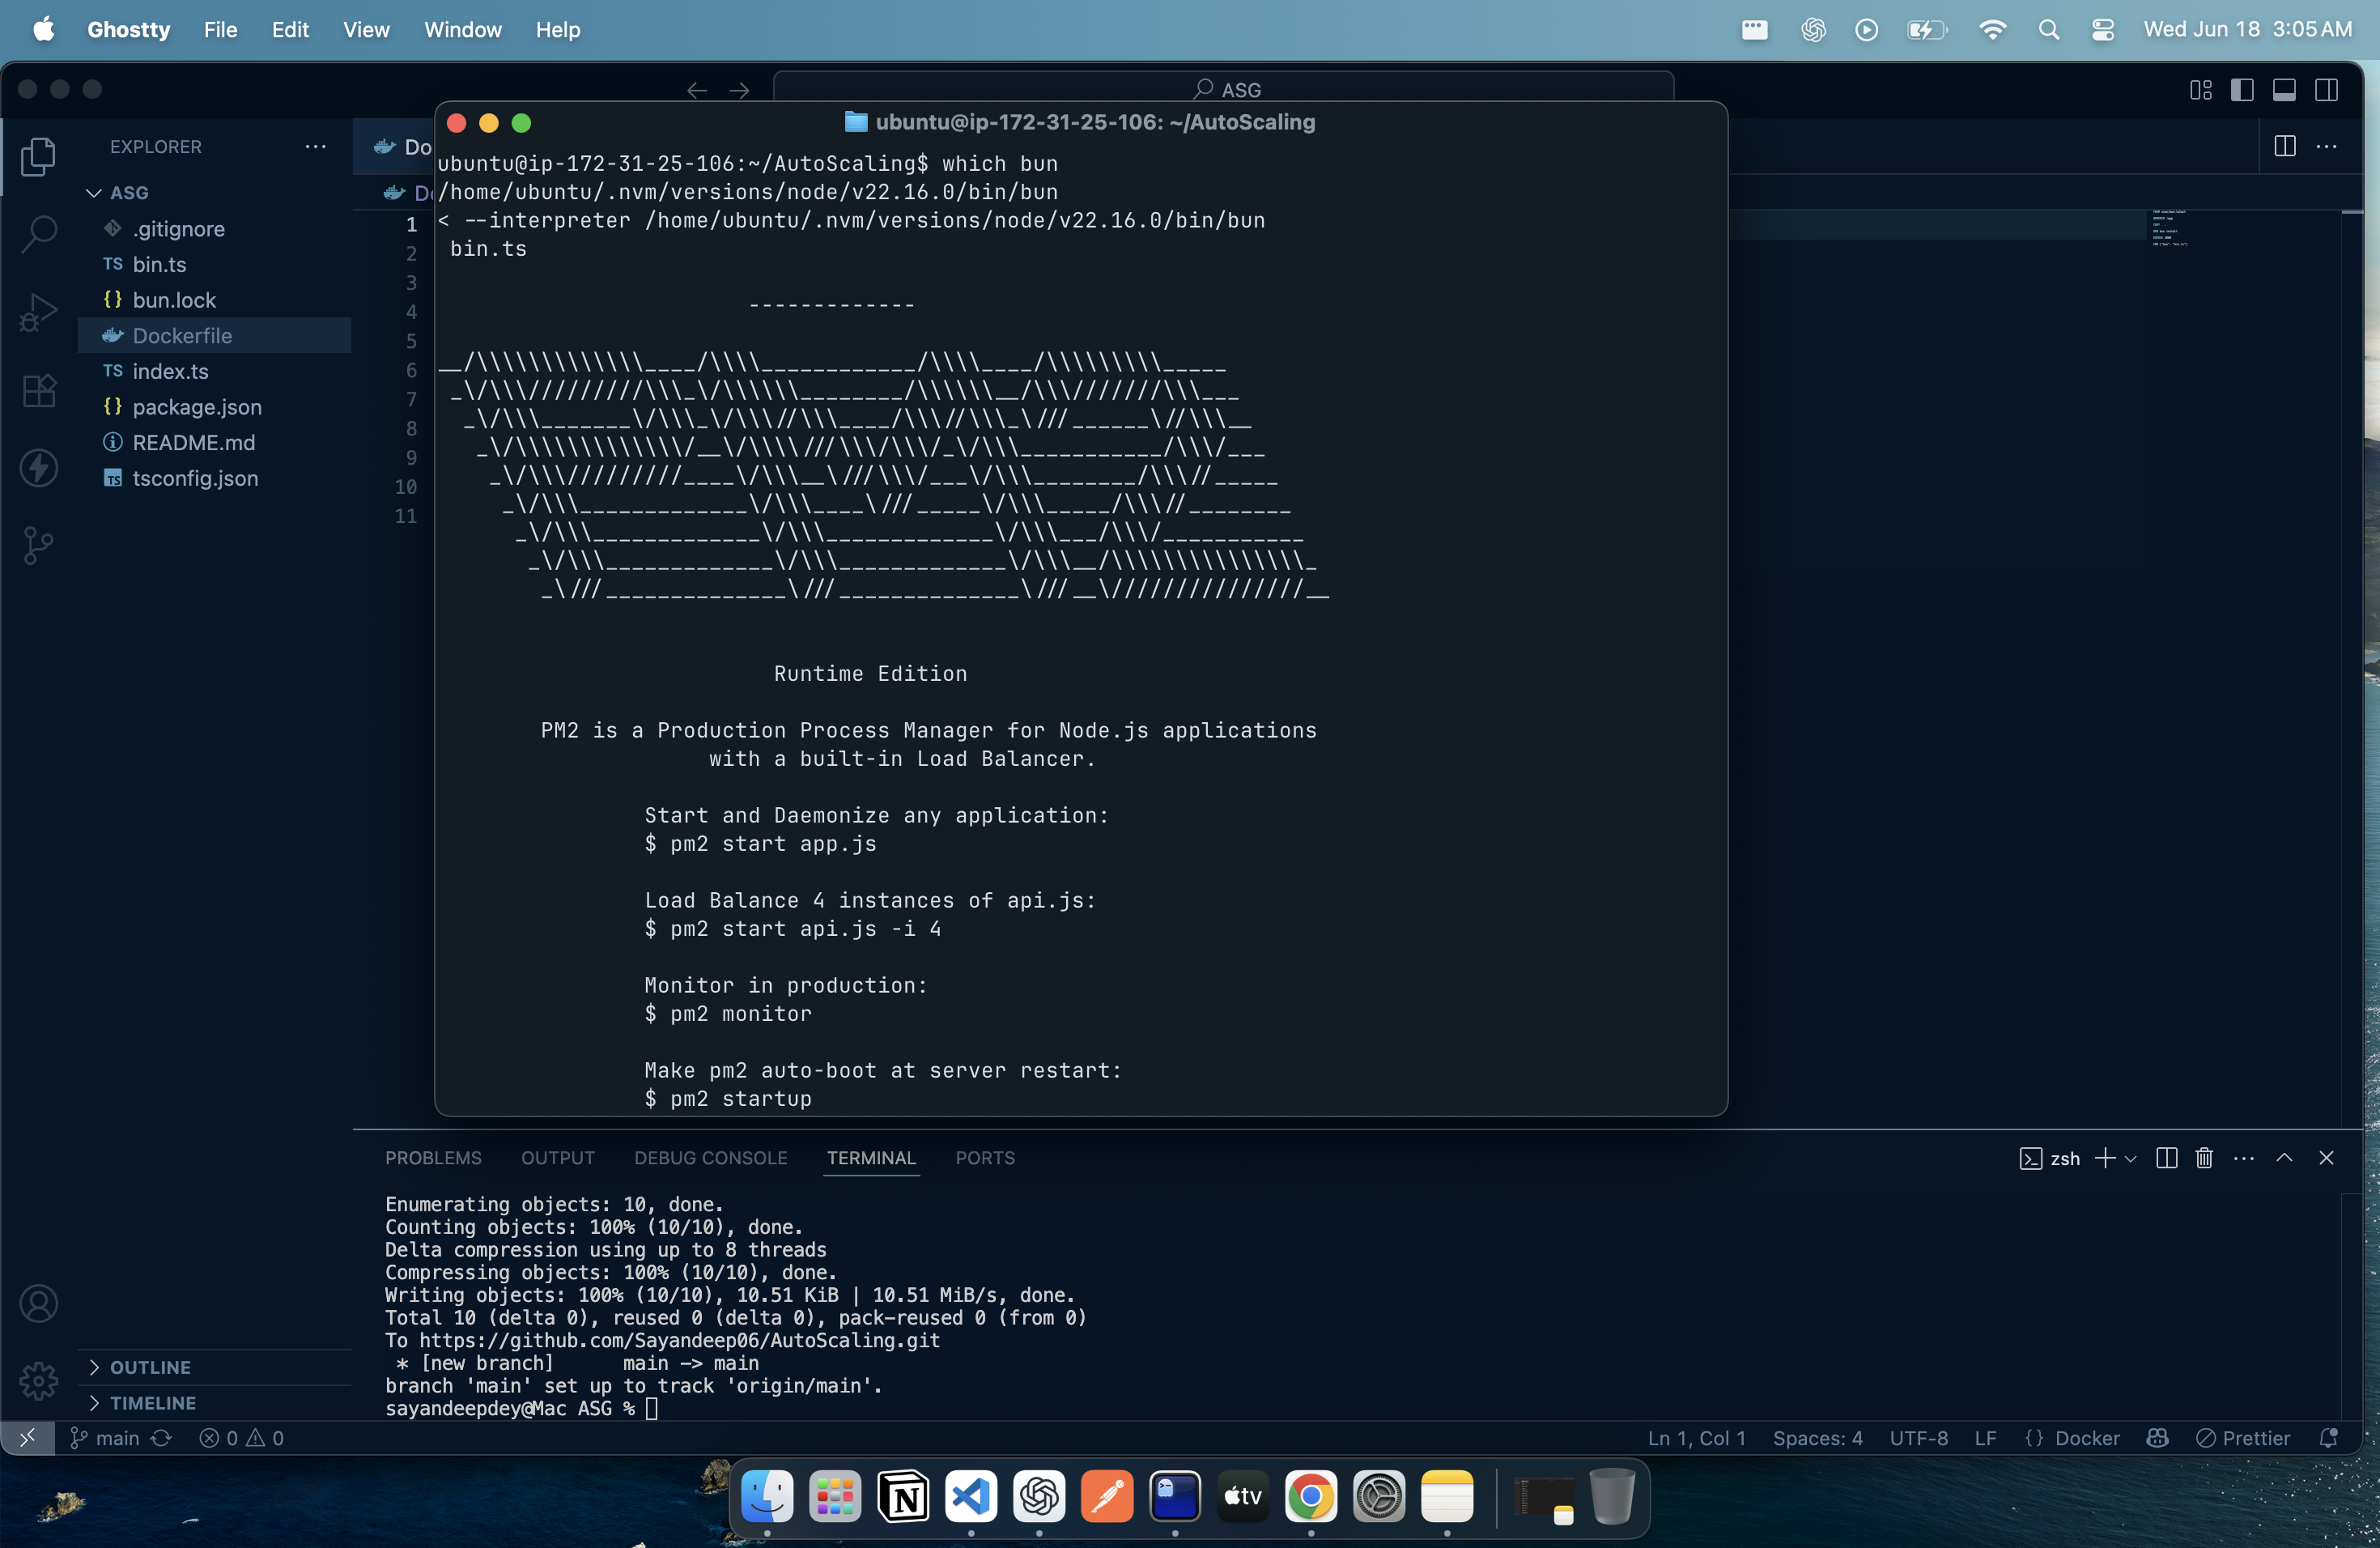 Ghostty File Edit View Window Help
Wed Jun 18 3:05 AM
ASG
EXPLORER
ASG
.gitignore
TS bin.ts
{} bun.lock
Dockerfile
TS index.ts
{} package.json
README.md
TS tsconfig.json
Do
Do
1
2
3
4
5
6
7
8
9
10
11
ubuntu@ip-172-31-25-106: ~/AutoScaling
ubuntu@ip-172-31-25-106:~/AutoScaling$ which bun
/home/ubuntu/.nvm/versions/node/v22.16.0/bin/bun
< --interpreter /home/ubuntu/.nvm/versions/node/v22.16.0/bin/bun
bin.ts
-------------
Runtime Edition
PM2 is a Production Process Manager for Node.js applications
with a built-in Load Balancer.
Start and Daemonize any application:
$ pm2 start app.js
Load Balance 4 instances of api.js:
$ pm2 start api.js -i 4
Monitor in production:
$ pm2 monitor
Make pm2 auto-boot at server restart:
$ pm2 startup
PROBLEMS OUTPUT DEBUG CONSOLE TERMINAL PORTS
zsh
Enumerating objects: 10, done.
Counting objects: 100% (10/10), done.
Delta compression using up to 8 threads
Compressing objects: 100% (10/10), done.
Writing objects: 100% (10/10), 10.51 KiB | 10.51 MiB/s, done.
Total 10 (delta 0), reused 0 (delta 0), pack-reused 0 (from 0)
To https://github.com/Sayandeep06/AutoScaling.git
* [new branch] main -> main
branch 'main' set up to track 'origin/main'.
sayandeepdey@Mac ASG %
OUTLINE
TIMELINE
main 0 0
Ln 1, Col 1 Spaces: 4 UTF-8 LF {} Docker Prettier
tv